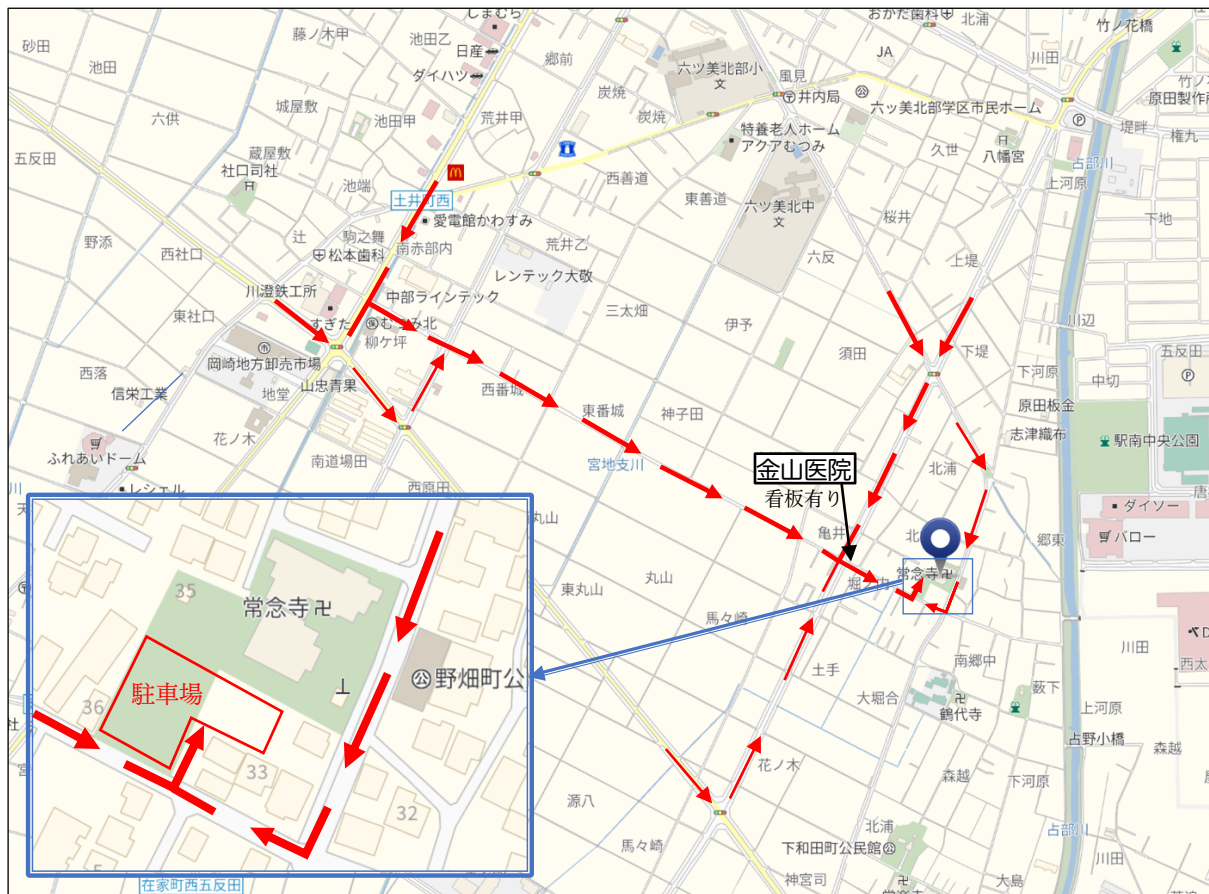 しまむら
おかだ歯科
北浦
竹ノ花橋
藤ノ木甲
池田乙
砂田
日産
郷前
JA
川田
池田
ダイハツ
六ツ美北部小
文
風見
城屋敷
炭焼
井内局
原田製作所
六供
池田甲
荒井甲
炭焼
六ッ美北部学区市民ホーム
堤畔
権九
五反田
蔵屋敷
特養老人ホーム
アクアむつみ
久世
八幡宮
占部川
社口司社
池端
西善道
上河原
土井町西
東善道
六ツ美北中
文
桜井
下地
愛電館かわすみ
野添
辻
駒之舞
南赤部内
荒井乙
西社口
松本歯科
六反
上堤
レンテック大敬
川澄鉄工所
中部ラインテック
三太畑
東社口
すぎた
むつみ北
伊予
川辺
柳ケ坪
岡崎地方卸売市場
須田
下堤
五反田
西落
山忠青果
西番城
下河原
中切
信栄工業
地堂
東番城
神子田
原田板金
花ノ木
志津織布
駅南中央公園
ふれあいドーム
南道場田
宮地支川
金山医院
北浦
レシェル
西原田
看板有り
ダイソー
バロー
亀井
郷東
丸山
常念寺
堀ノ内
丸山
東丸山
35
常念寺
馬々崎
川田
野畑町公
土手
南郷中
西太
駐車場
大堀合
薮下
36
鶴代寺
上河原
占野小橋
社
花ノ木
森越
宮
33
森越
下河原
源八
32
北浦
占部川
馬々崎
下和田町公民館
川田
在家町西五反田
神宮司
大島